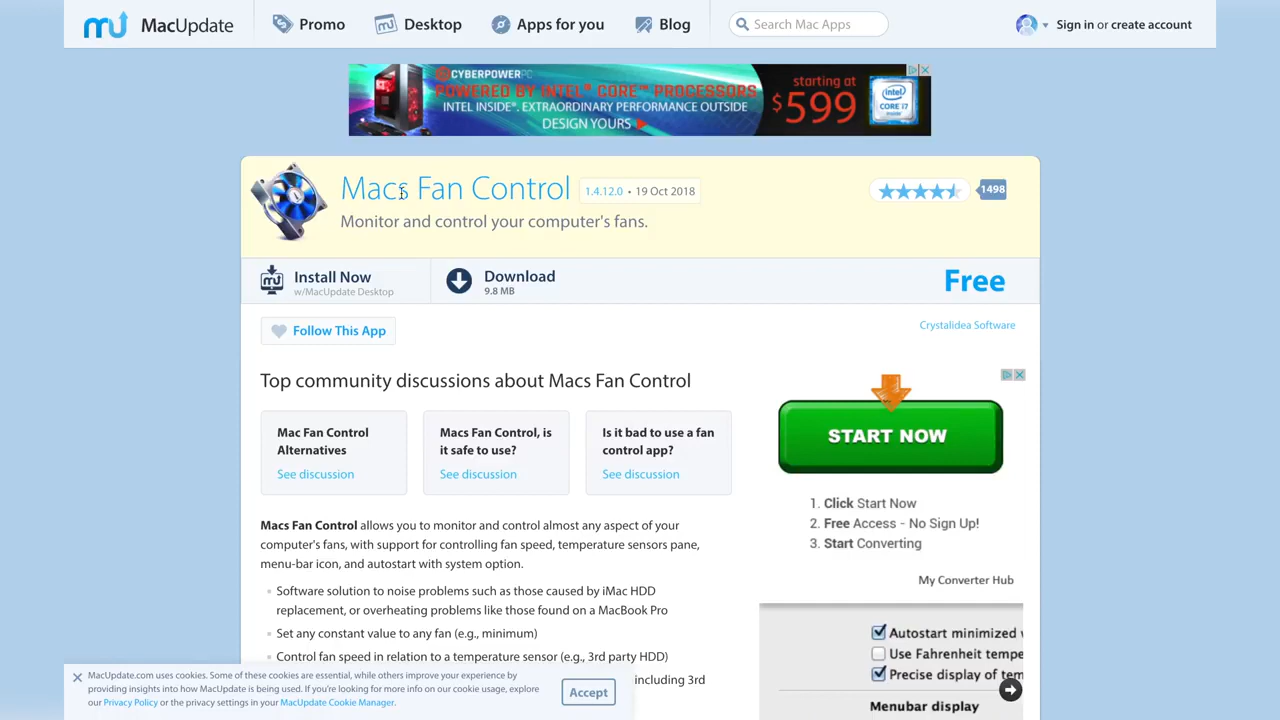 MacUpdate
Promo
Desktop
Apps for you
Blog
Search Mac Apps
Sign in or create account
CYBERPOWERPC
POWERED BY INTEL® CORE™ PROCESSORS
INTEL INSIDE®. EXTRAORDINARY PERFORMANCE OUTSIDE
DESIGN YOURS
starting at
$599
intel
CORE i7
inside™
Macs Fan Control
1.4.12.0 • 19 Oct 2018
1498
Monitor and control your computer's fans.
Install Now
w/MacUpdate Desktop
Download
9.8 MB
Free
Follow This App
Crystalidea Software
Top community discussions about Macs Fan Control
Mac Fan Control
Alternatives
See discussion
Macs Fan Control, is
it safe to use?
See discussion
Is it bad to use a fan
control app?
See discussion
START NOW
1. Click Start Now
2. Free Access - No Sign Up!
3. Start Converting
My Converter Hub
Macs Fan Control allows you to monitor and control almost any aspect of your
computer's fans, with support for controlling fan speed, temperature sensors pane,
menu-bar icon, and autostart with system option.
Software solution to noise problems such as those caused by iMac HDD
replacement, or overheating problems like those found on a MacBook Pro
Set any constant value to any fan (e.g., minimum)
Control fan speed in relation to a temperature sensor (e.g., 3rd party HDD)
including 3rd
Autostart minimized
Use Fahrenheit tempe
Precise display of tem
Menubar display
MacUpdate.com uses cookies. Some of these cookies are essential, while others improve your experience by
providing insights into how MacUpdate is being used. If you're looking for more info on our cookie usage, explore
our Privacy Policy or the privacy settings in your MacUpdate Cookie Manager.
Accept